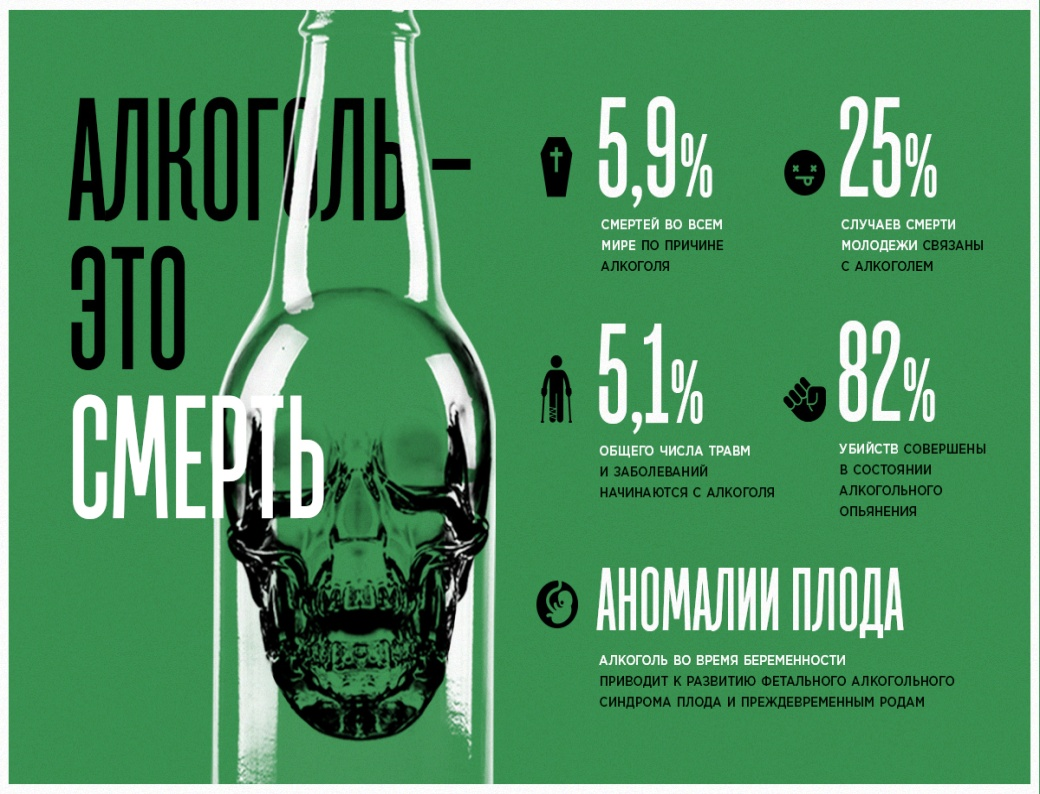 АЛКОГОЛЬ –
ЭТО
СМЕРТЬ
5,9%
СМЕРТЕЙ ВО ВСЕМ
МИРЕ ПО ПРИЧИНЕ
АЛКОГОЛЯ
25%
СЛУЧАЕВ СМЕРТИ
МОЛОДЕЖИ СВЯЗАНЫ
С АЛКОГОЛЕМ
5,1%
ОБЩЕГО ЧИСЛА ТРАВМ
И ЗАБОЛЕВАНИЙ
НАЧИНАЮТСЯ С АЛКОГОЛЯ
82%
УБИЙСТВ СОВЕРШЕНЫ
В СОСТОЯНИИ
АЛКОГОЛЬНОГО
ОПЬЯНЕНИЯ
АНОМАЛИИ ПЛОДА
АЛКОГОЛЬ ВО ВРЕМЯ БЕРЕМЕННОСТИ
ПРИВОДИТ К РАЗВИТИЮ ФЕТАЛЬНОГО АЛКОГОЛЬНОГО
СИНДРОМА ПЛОДА И ПРЕЖДЕВРЕМЕННЫМ РОДАМ